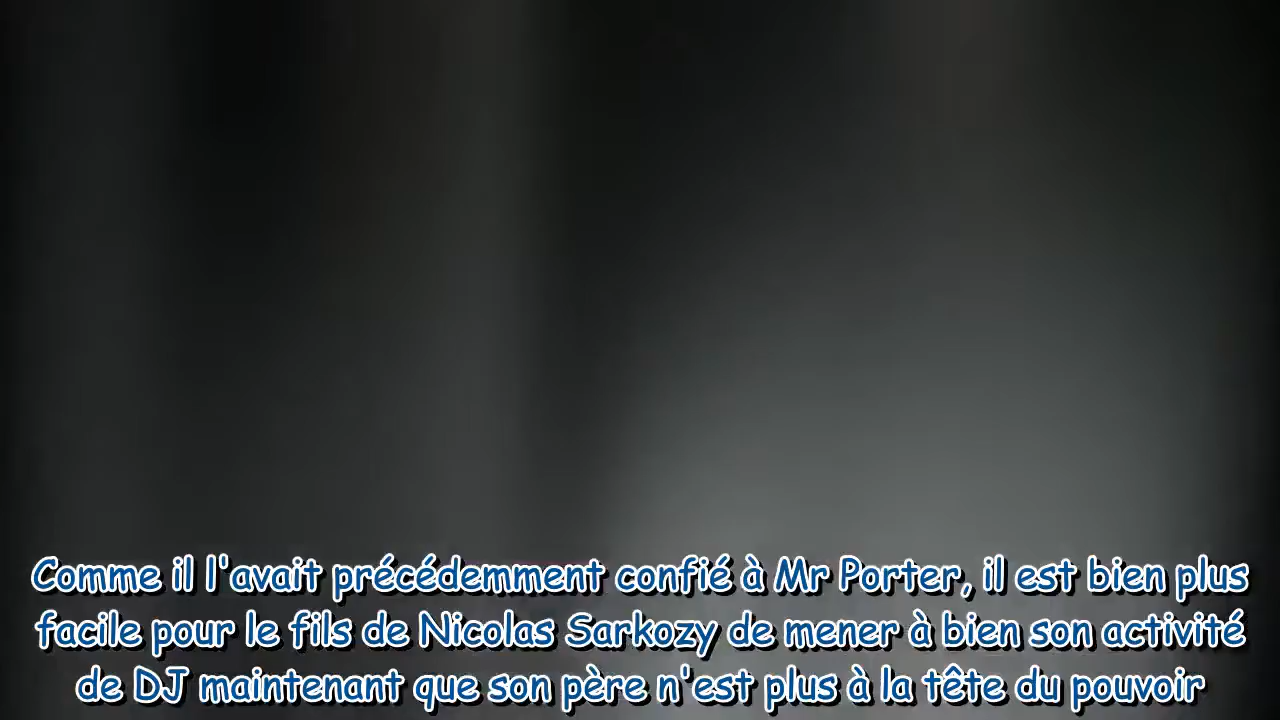 Comme il l'avait précédemment confié à Mr Porter, il est bien plus
facile pour le fils de Nicolas Sarkozy de mener à bien son activité
de DJ maintenant que son père n'est plus à la tête du pouvoir